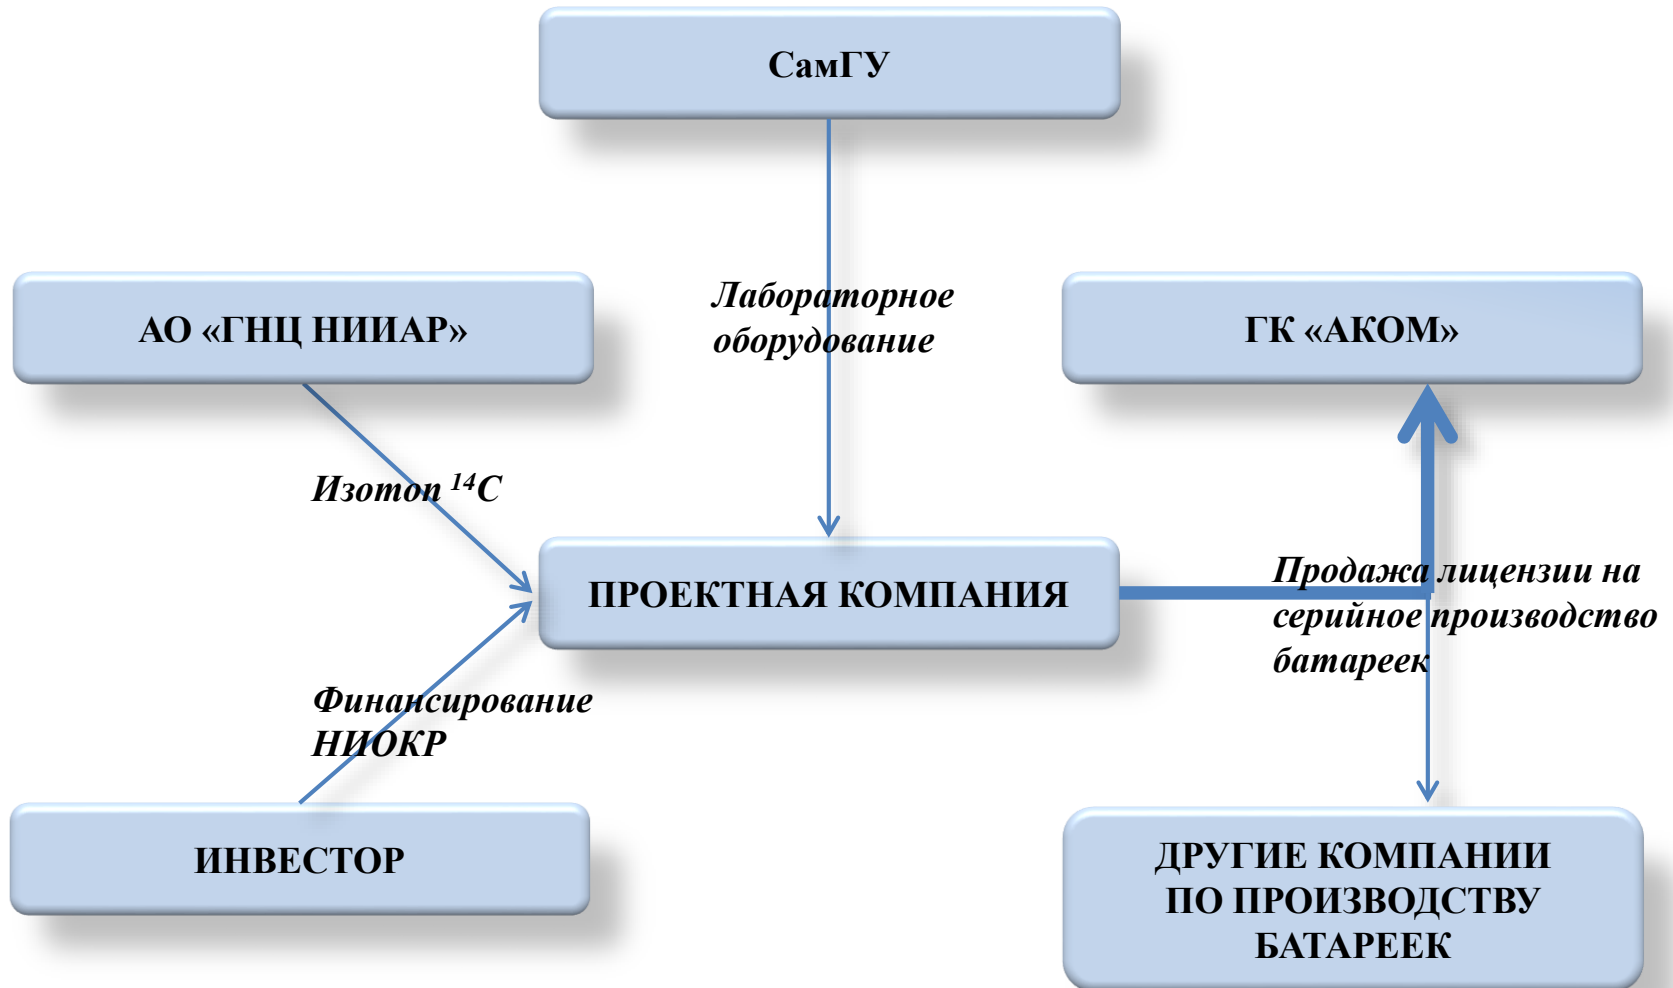 СамГУ
АО «ГНЦ НИИАР»
Лабораторное
оборудование
ГК «АКОМ»
Изотоп ¹⁴С
ПРОЕКТНАЯ КОМПАНИЯ
Продажа лицензии на
серийное производство
батареек
Финансирование
НИОКР
ИНВЕСТОР
ДРУГИЕ КОМПАНИИ
ПО ПРОИЗВОДСТВУ
БАТАРЕЕК